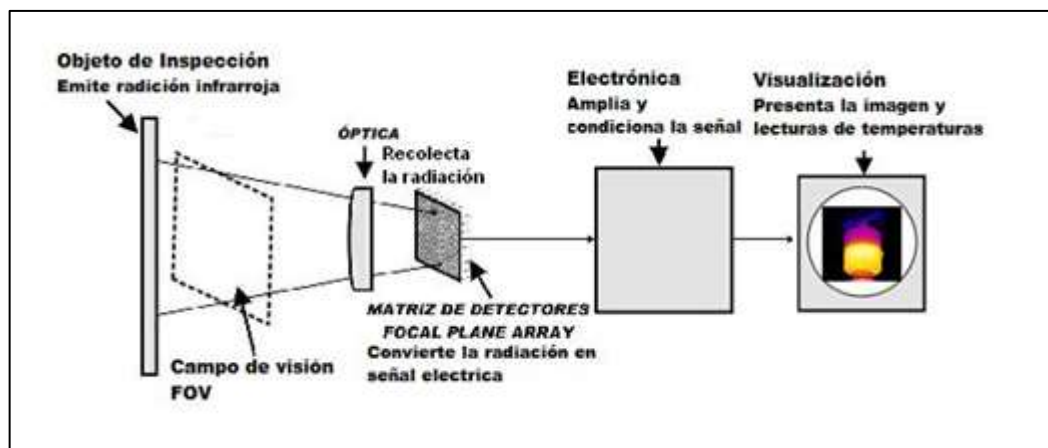 Objeto de Inspección
Emite radición infrarroja
ÓPTICA
Recolecta
la radiación
Electrónica
Amplia y
condiciona la señal
Visualización
Presenta la imagen y
lecturas de temperaturas
MATRIZ DE DETECTORES
FOCAL PLANE ARRAY
Convierte la radiación en
señal electrica
Campo de visión
FOV